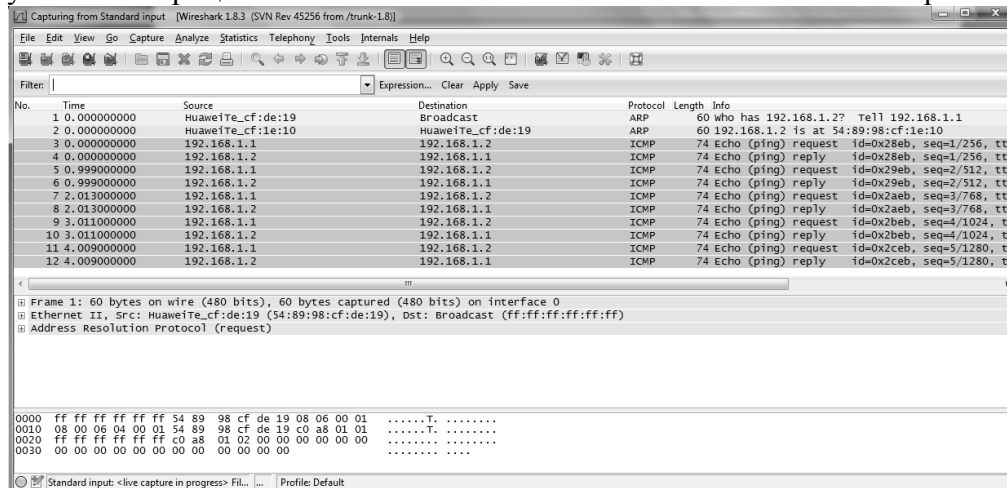 Capturing from Standard input [Wireshark 1.8.3 (SVN Rev 45256 from /trunk-1.8)]
File Edit View Go Capture Analyze Statistics Telephony Tools Internals Help
Filter: Expression... Clear Apply Save
No. Time Source Destination Protocol Length Info
1 0.000000000 HuaweiTe_cf:de:19 Broadcast ARP 60 who has 192.168.1.2? Tell 192.168.1.1
2 0.000000000 HuaweiTe_cf:1e:10 HuaweiTe_cf:de:19 ARP 60 192.168.1.2 is at 54:89:98:cf:1e:10
3 0.000000000 192.168.1.1 192.168.1.2 ICMP 74 Echo (ping) request id=0x28eb, seq=1/256, tt
4 0.000000000 192.168.1.2 192.168.1.1 ICMP 74 Echo (ping) reply id=0x28eb, seq=1/256, tt
5 0.999000000 192.168.1.1 192.168.1.2 ICMP 74 Echo (ping) request id=0x29eb, seq=2/512, tt
6 0.999000000 192.168.1.2 192.168.1.1 ICMP 74 Echo (ping) reply id=0x29eb, seq=2/512, tt
7 2.013000000 192.168.1.1 192.168.1.2 ICMP 74 Echo (ping) request id=0x2aeb, seq=3/768, tt
8 2.013000000 192.168.1.2 192.168.1.1 ICMP 74 Echo (ping) reply id=0x2aeb, seq=3/768, tt
9 3.011000000 192.168.1.1 192.168.1.2 ICMP 74 Echo (ping) request id=0x2beb, seq=4/1024, t
10 3.011000000 192.168.1.2 192.168.1.1 ICMP 74 Echo (ping) reply id=0x2beb, seq=4/1024, t
11 4.009000000 192.168.1.1 192.168.1.2 ICMP 74 Echo (ping) request id=0x2ceb, seq=5/1280, t
12 4.009000000 192.168.1.2 192.168.1.1 ICMP 74 Echo (ping) reply id=0x2ceb, seq=5/1280, t
Frame 1: 60 bytes on wire (480 bits), 60 bytes captured (480 bits) on interface 0
Ethernet II, Src: HuaweiTe_cf:de:19 (54:89:98:cf:de:19), Dst: Broadcast (ff:ff:ff:ff:ff:ff)
Address Resolution Protocol (request)
0000 ff ff ff ff ff ff 54 89 98 cf de 19 08 06 00 01 ......T. ........
0010 08 00 06 04 00 01 54 89 98 cf de 19 c0 a8 01 01 ......T. ........
0020 ff ff ff ff ff ff c0 a8 01 02 00 00 00 00 00 00 ........ ........
0030 00 00 00 00 00 00 00 00 00 00 00 00 ........ ....
Standard input: <live capture in progress> Fil... ... Profile: Default